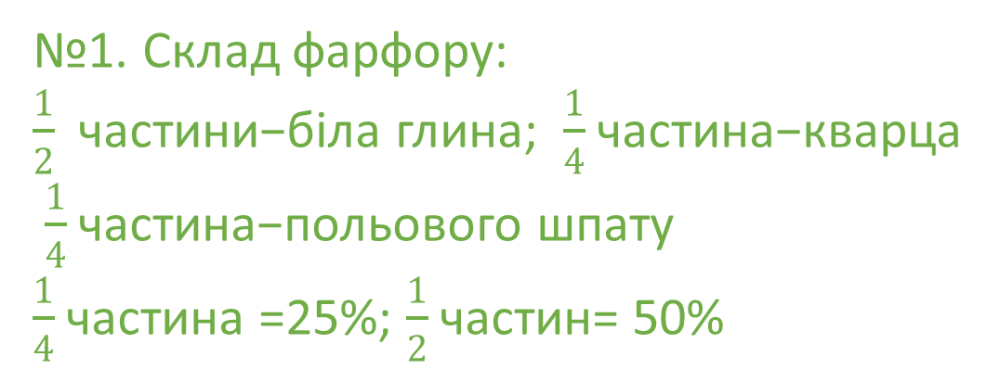 №1. Склад фарфору:
1/2 частини–біла глина; 1/4 частина–кварца
1/4 частина–польового шпату
1/4 частина =25%; 1/2 частин= 50%